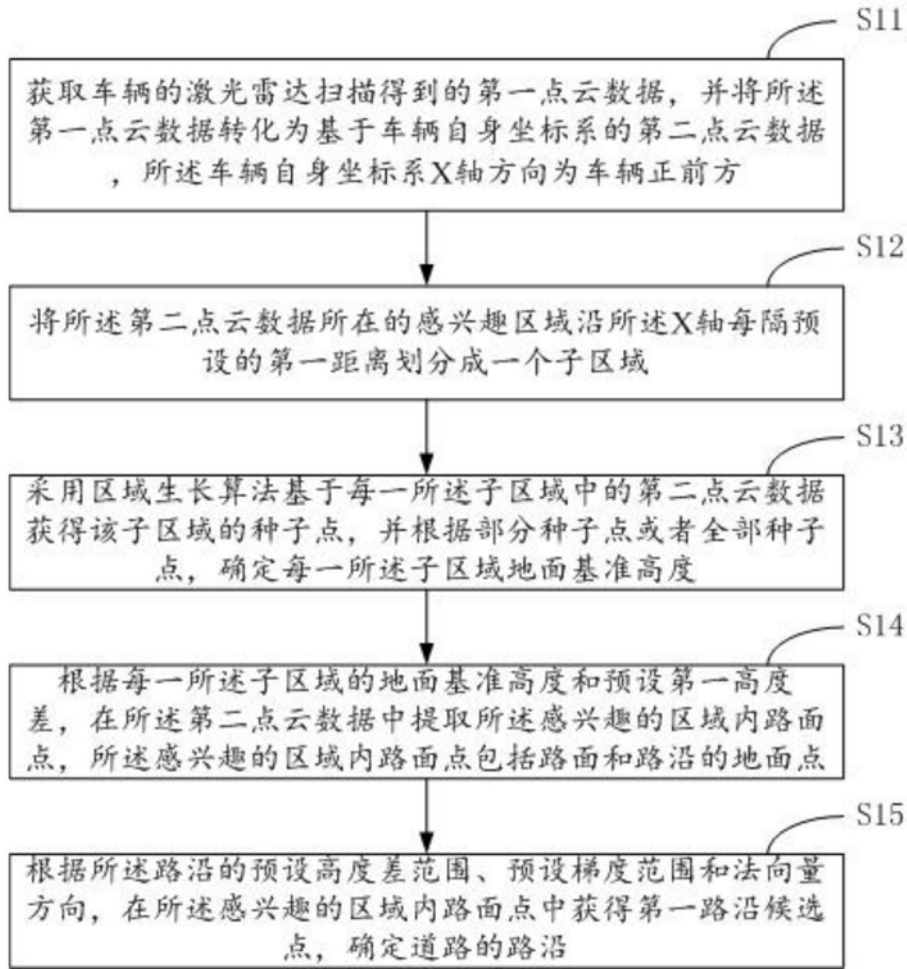 S11
获取车辆的激光雷达扫描得到的第一点云数据，并将所述
第一点云数据转化为基于车辆自身坐标系的第二点云数据
，所述车辆自身坐标系X轴方向为车辆正前方
S12
将所述第二点云数据所在的感兴趣区域沿所述X轴每隔预
设的第一距离划分成一个子区域
S13
采用区域生长算法基于每一所述子区域中的第二点云数据
获得该子区域的种子点，并根据部分种子点或者全部种子
点，确定每一所述子区域地面基准高度
S14
根据每一所述子区域的地面基准高度和预设第一高度
差，在所述第二点云数据中提取所述感兴趣的区域内路面
点，所述感兴趣的区域内路面点包括路面和路沿的地面点
S15
根据所述路沿的预设高度差范围、预设梯度范围和法向量
方向，在所述感兴趣的区域内路面点中获得第一路沿候选
点，确定道路的路沿